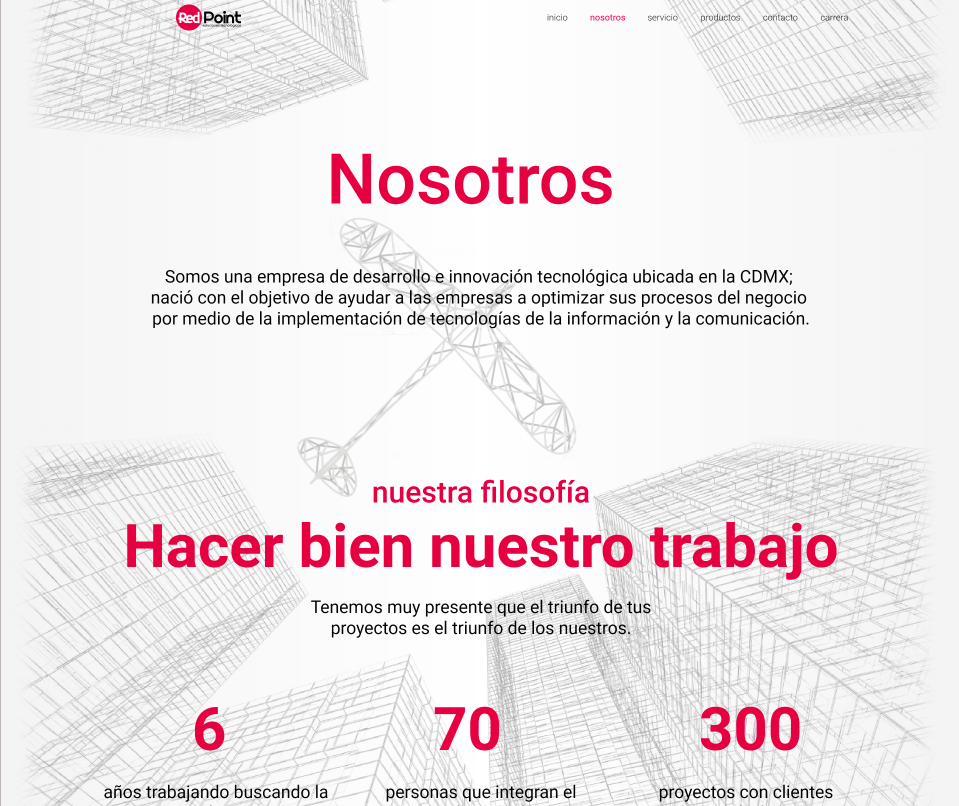 Red Point
soluciones tecnológicas
inicio nosotros servicio productos contacto carrera
Nosotros
Somos una empresa de desarrollo e innovación tecnológica ubicada en la CDMX;
nació con el objetivo de ayudar a las empresas a optimizar sus procesos del negocio
por medio de la implementación de tecnologías de la información y la comunicación.
nuestra filosofía
Hacer bien nuestro trabajo
Tenemos muy presente que el triunfo de tus
proyectos es el triunfo de los nuestros.
6 70 300
años trabajando buscando la personas que integran el proyectos con clientes